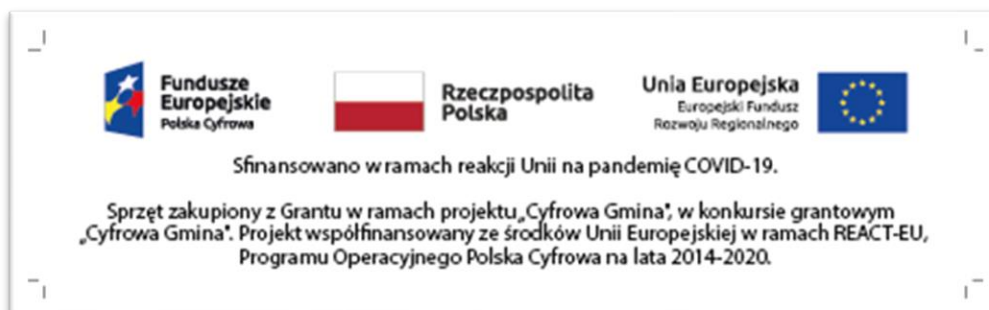 Fundusze
Europejskie
Polska Cyfrowa
Rzeczpospolita
Polska
Unia Europejska
Europejski Fundusz
Rozwoju Regionalnego
Sfinansowano w ramach reakcji Unii na pandemię COVID-19.
Sprzęt zakupiony z Grantu w ramach projektu „Cyfrowa Gmina", w konkursie grantowym
„Cyfrowa Gmina". Projekt współfinansowany ze środków Unii Europejskiej w ramach REACT-EU,
Programu Operacyjnego Polska Cyfrowa na lata 2014-2020.